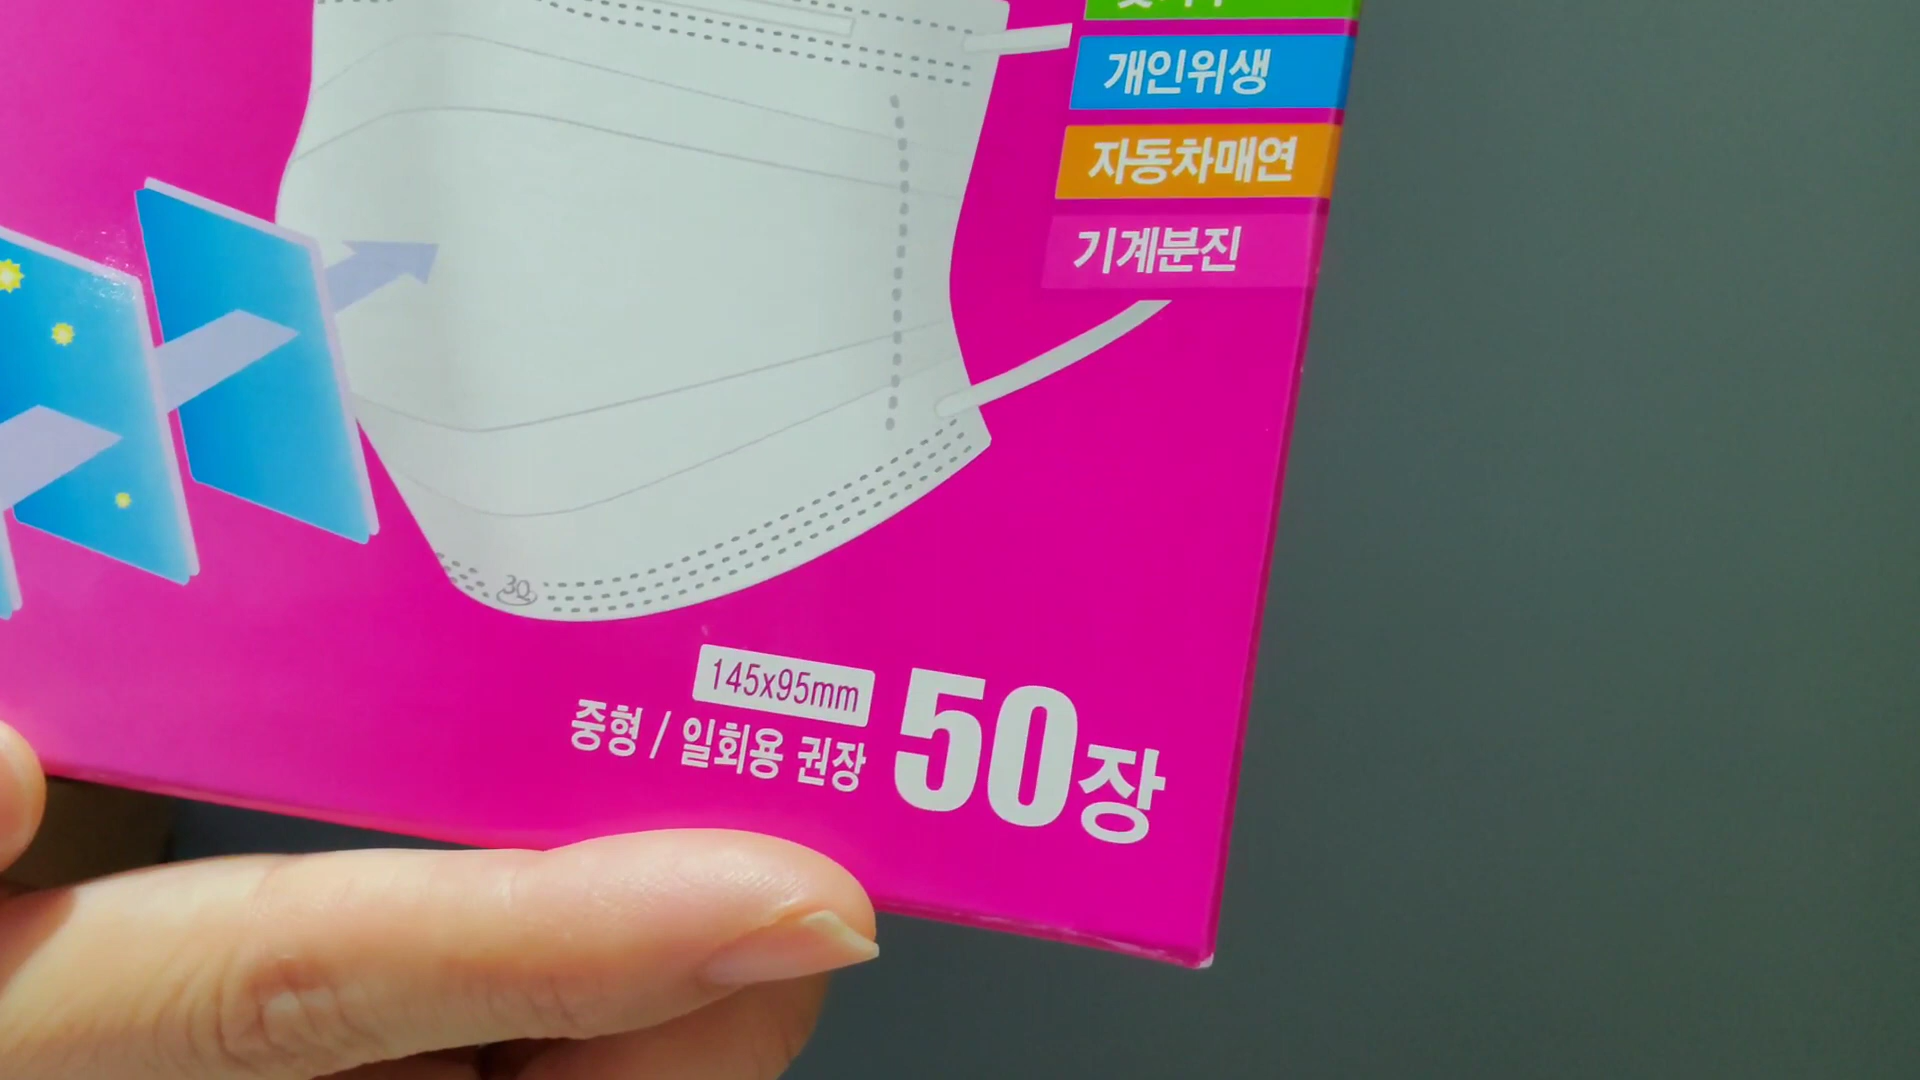 개인위생
자동차매연
기계분진
3Q
145x95mm
중형 / 일회용 권장
50장